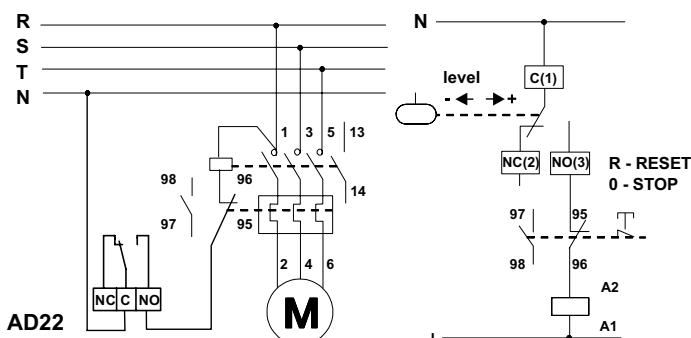 R
S
T
N
1 3 5 13
98 96 14
97 95
2 4 6
M
NC C NO
AD22
N
C(1)
level
- +
NC(2) NO(3)
R - RESET
0 - STOP
97 95
98 96
A2
A1